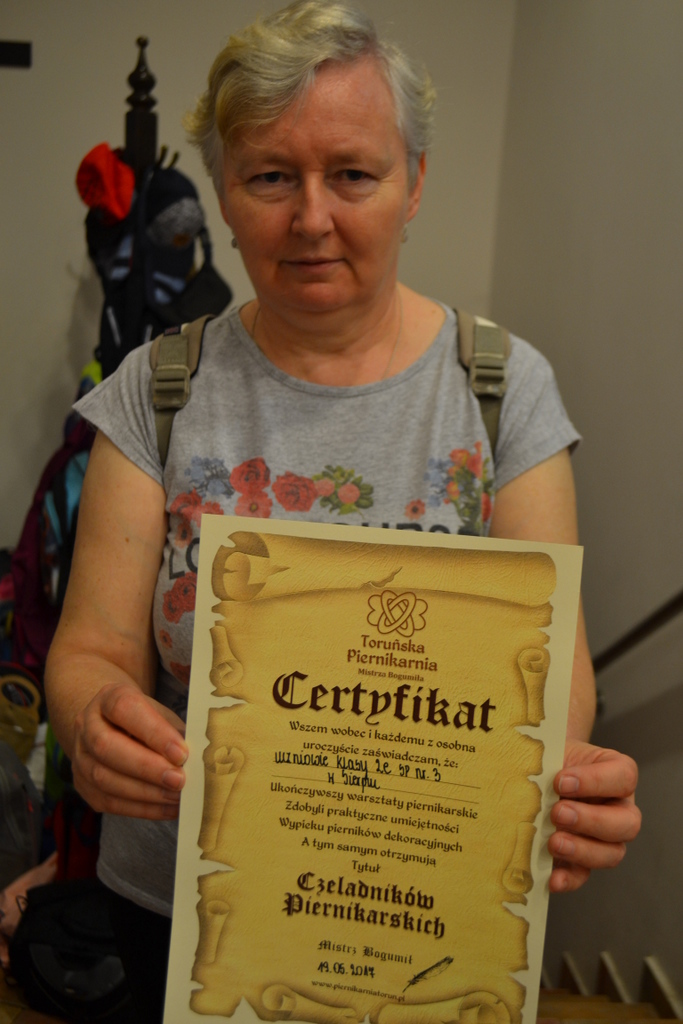 Toruńska
Piernikarnia
Mistrza Bogumiła
Certyfikat
Wszem wobec i każdemu z osobna
uroczyście zaświadczam, że:
uczniowie klasy 2e SP nr. 3
w Sierpcu
Ukończywszy warsztaty piernikarskie
Zdobyli praktyczne umiejętności
Wypieku pierników dekoracyjnych
A tym samym otrzymują
Tytuł
Czeladników
Piernikarskich
Mistrz Bogumił
19.05.2017
www.piernikarniatorun.pl